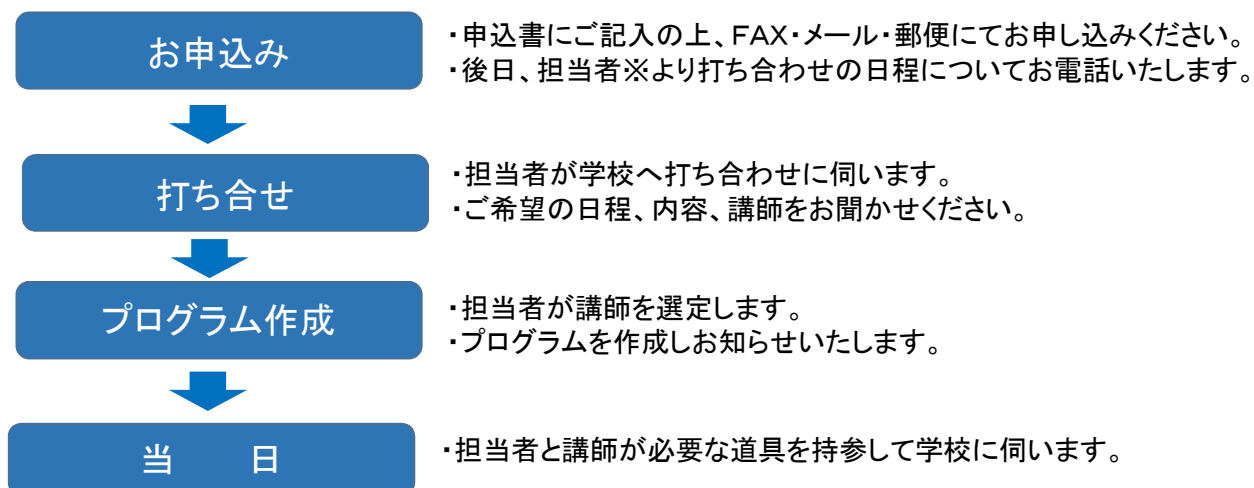 お申込み
・申込書にご記入の上、FAX・メール・郵便にてお申し込みください。
・後日、担当者※より打ち合わせの日程についてお電話いたします。
打ち合せ
・担当者が学校へ打ち合わせに伺います。
・ご希望の日程、内容、講師をお聞かせください。
プログラム作成
・担当者が講師を選定します。
・プログラムを作成しお知らせいたします。
当　日
・担当者と講師が必要な道具を持参して学校に伺います。